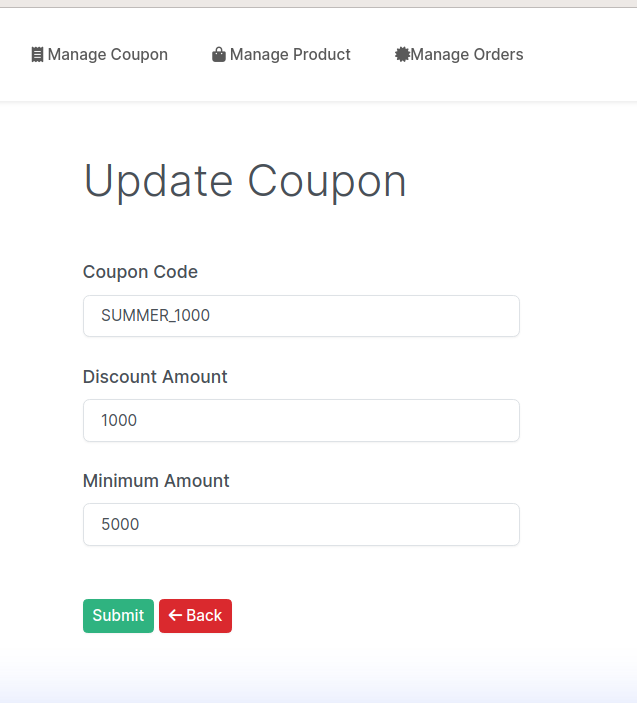 Manage Coupon Manage Product Manage Orders
Update Coupon
Coupon Code
SUMMER_1000
Discount Amount
1000
Minimum Amount
5000
Submit Back